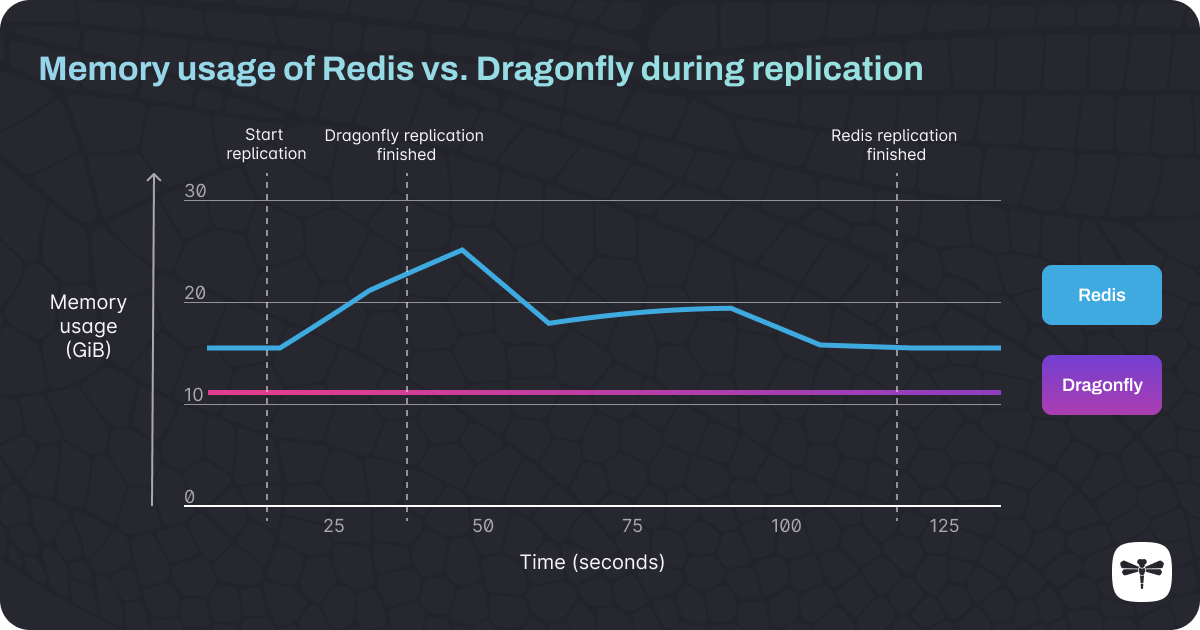 Memory usage of Redis vs. Dragonfly during replication
Start
replication
Dragonfly replication
finished
Redis replication
finished
30
20
10
0
Memory
usage
(GiB)
Redis
Dragonfly
25
50
75
100
125
Time (seconds)